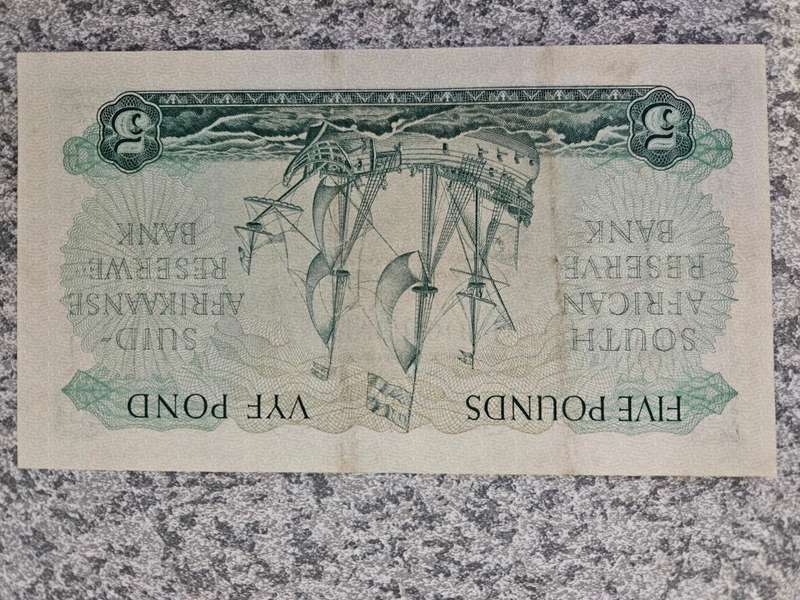 FIVE POUNDS
VYF POND
SOUTH
AFRICAN
RESERVE
BANK
SUID-
AFRIKAANSE
RESERWE-
BANK
5
5